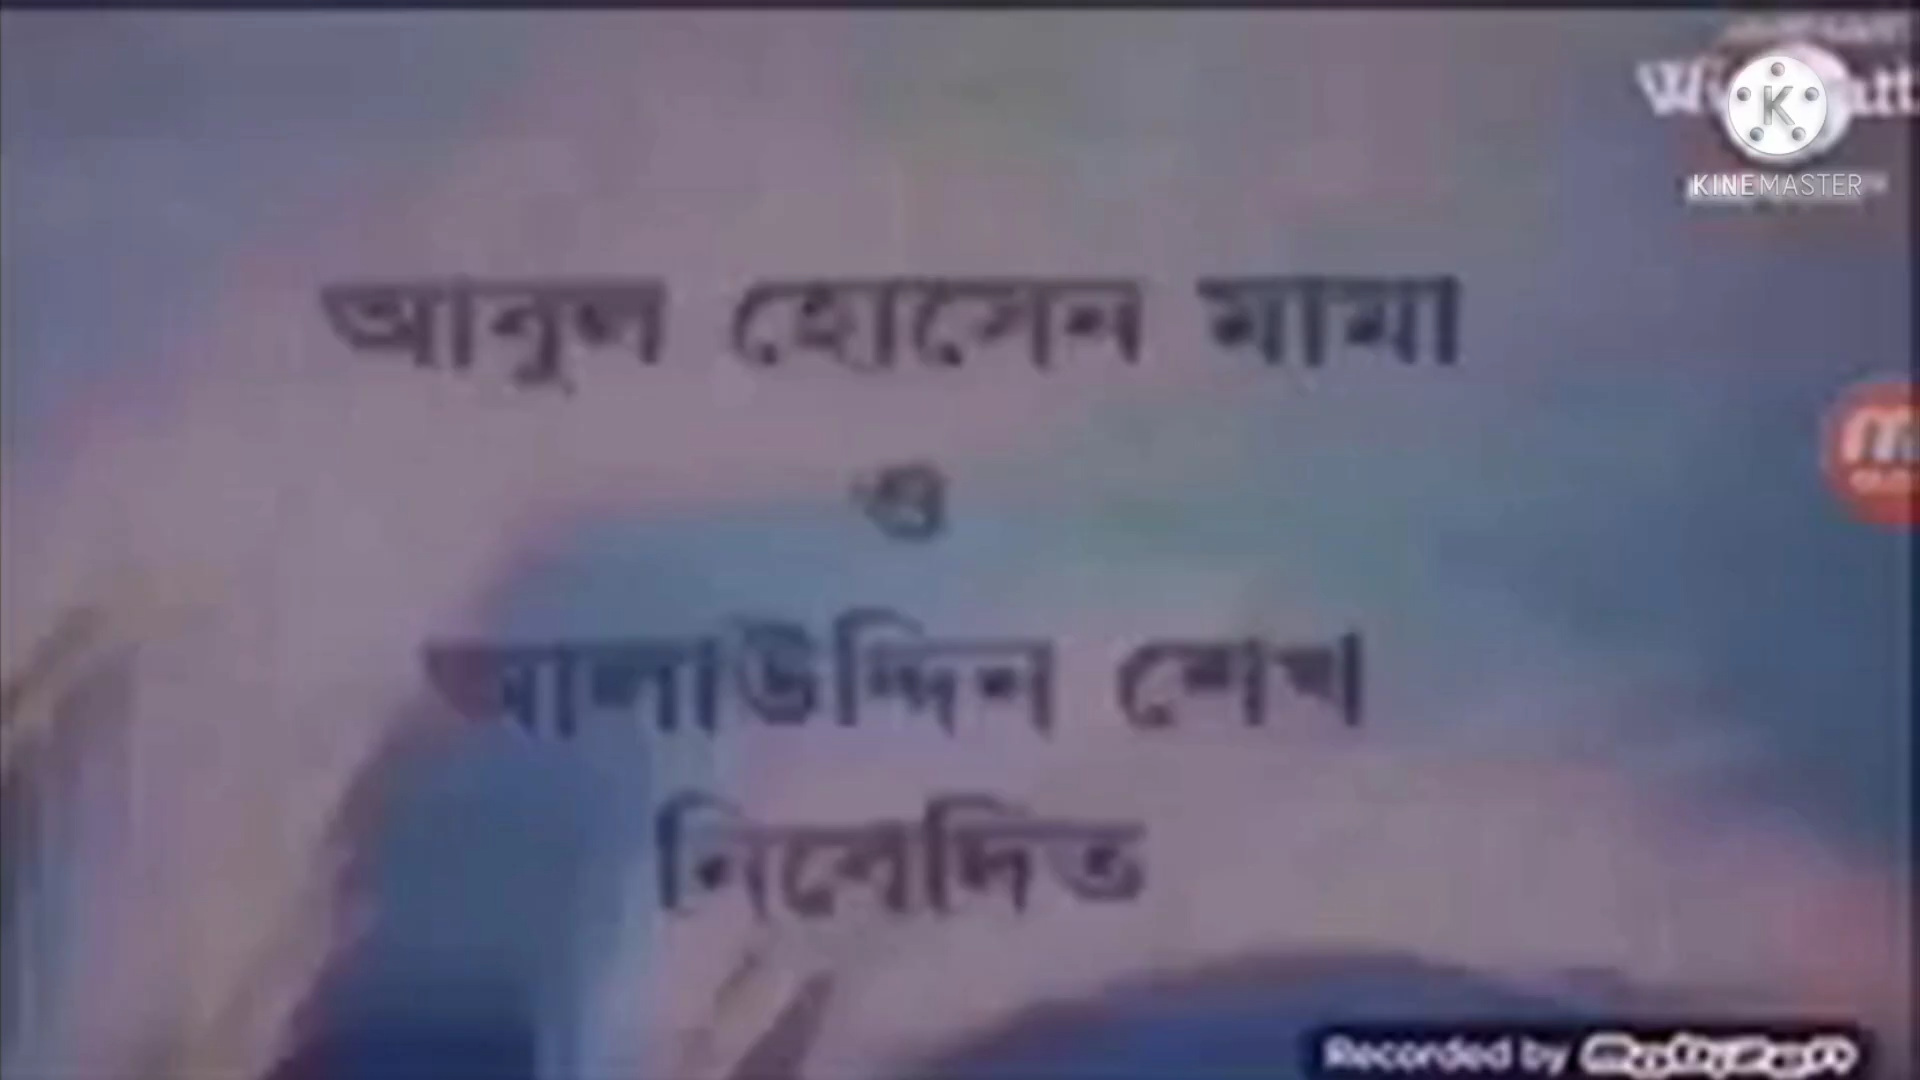 KINEMASTER
আবুল হোসেন মামা
ও
আলাউদ্দিন শেখ
নিবেদিত
Recorded by